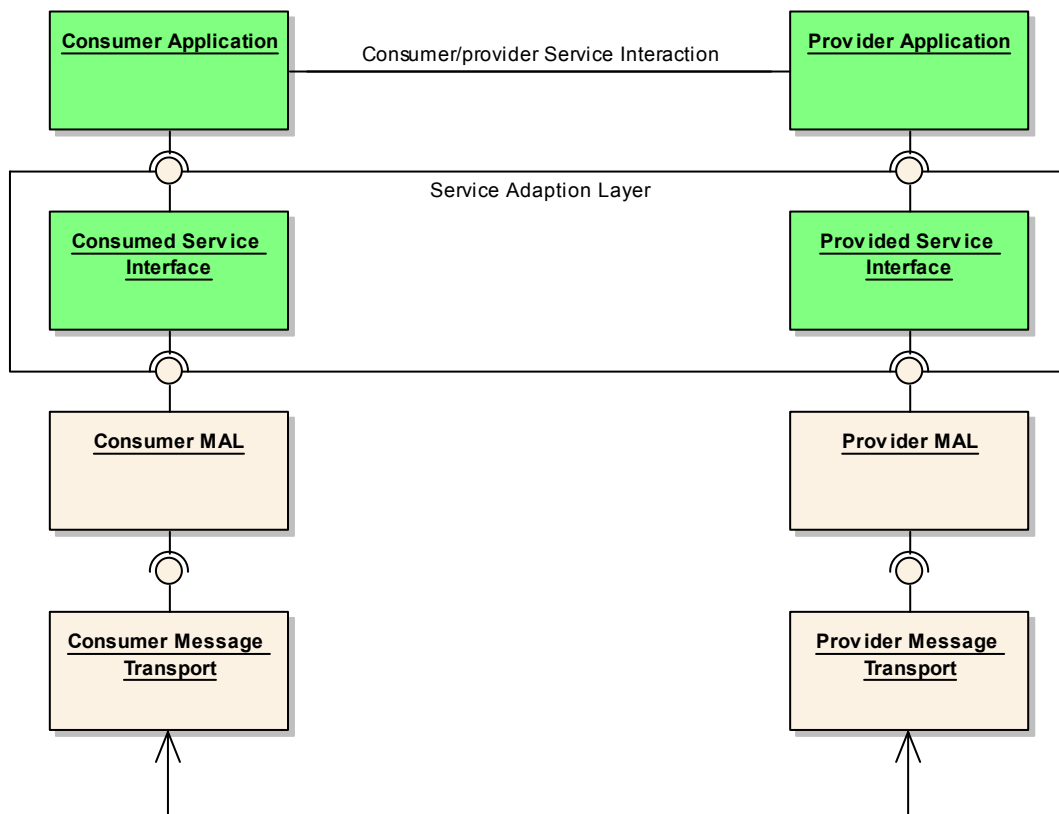 Consumer Application
Consumer/provider Service Interaction
Provider Application
Service Adaption Layer
Consumed Service
Interface
Provided Service
Interface
Consumer MAL
Provider MAL
Consumer Message
Transport
Provider Message
Transport